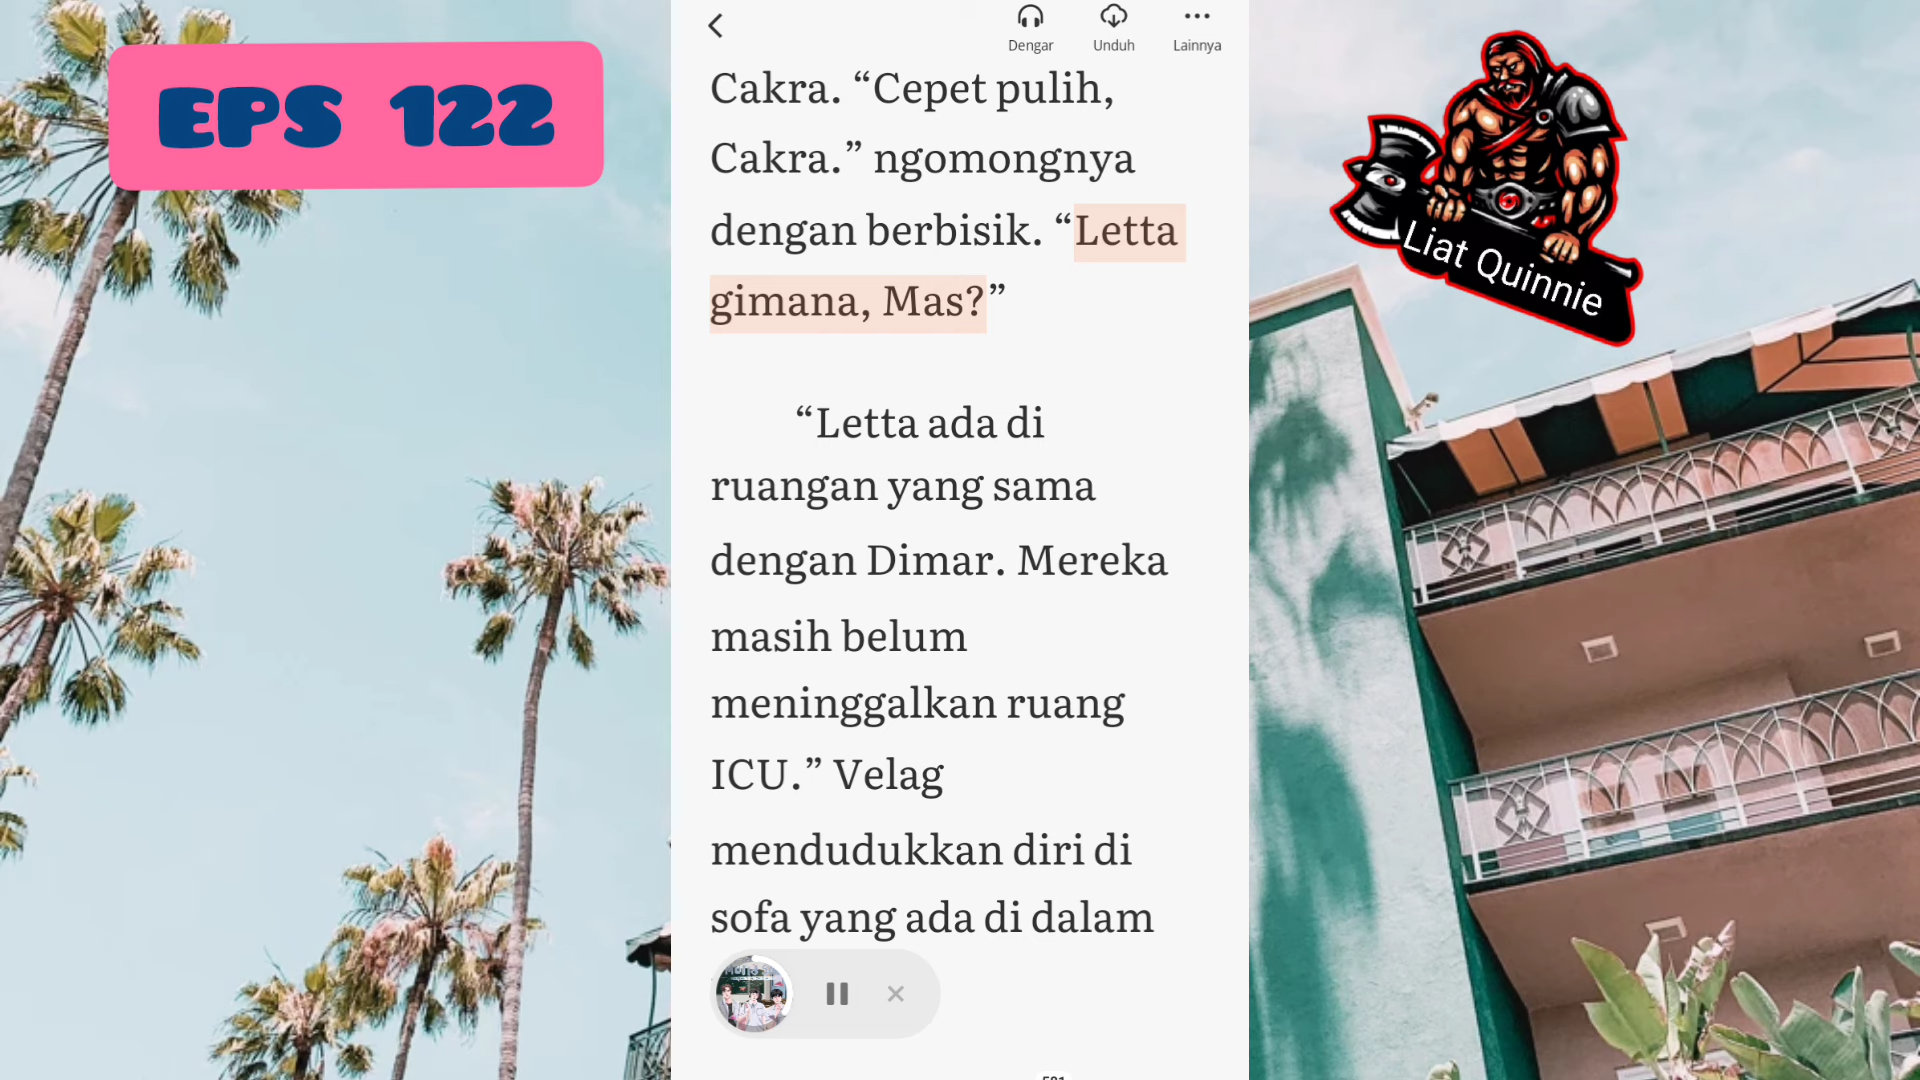 EPS 122
Dengar
Unduh
Lainnya
Cakra. “Cepet pulih,
Cakra.” ngomongnya
dengan berbisik. “Letta
gimana, Mas?”
“Letta ada di
ruangan yang sama
dengan Dimar. Mereka
masih belum
meninggalkan ruang
ICU.” Velag
mendudukkan diri di
sofa yang ada di dalam
Liat Quinnie